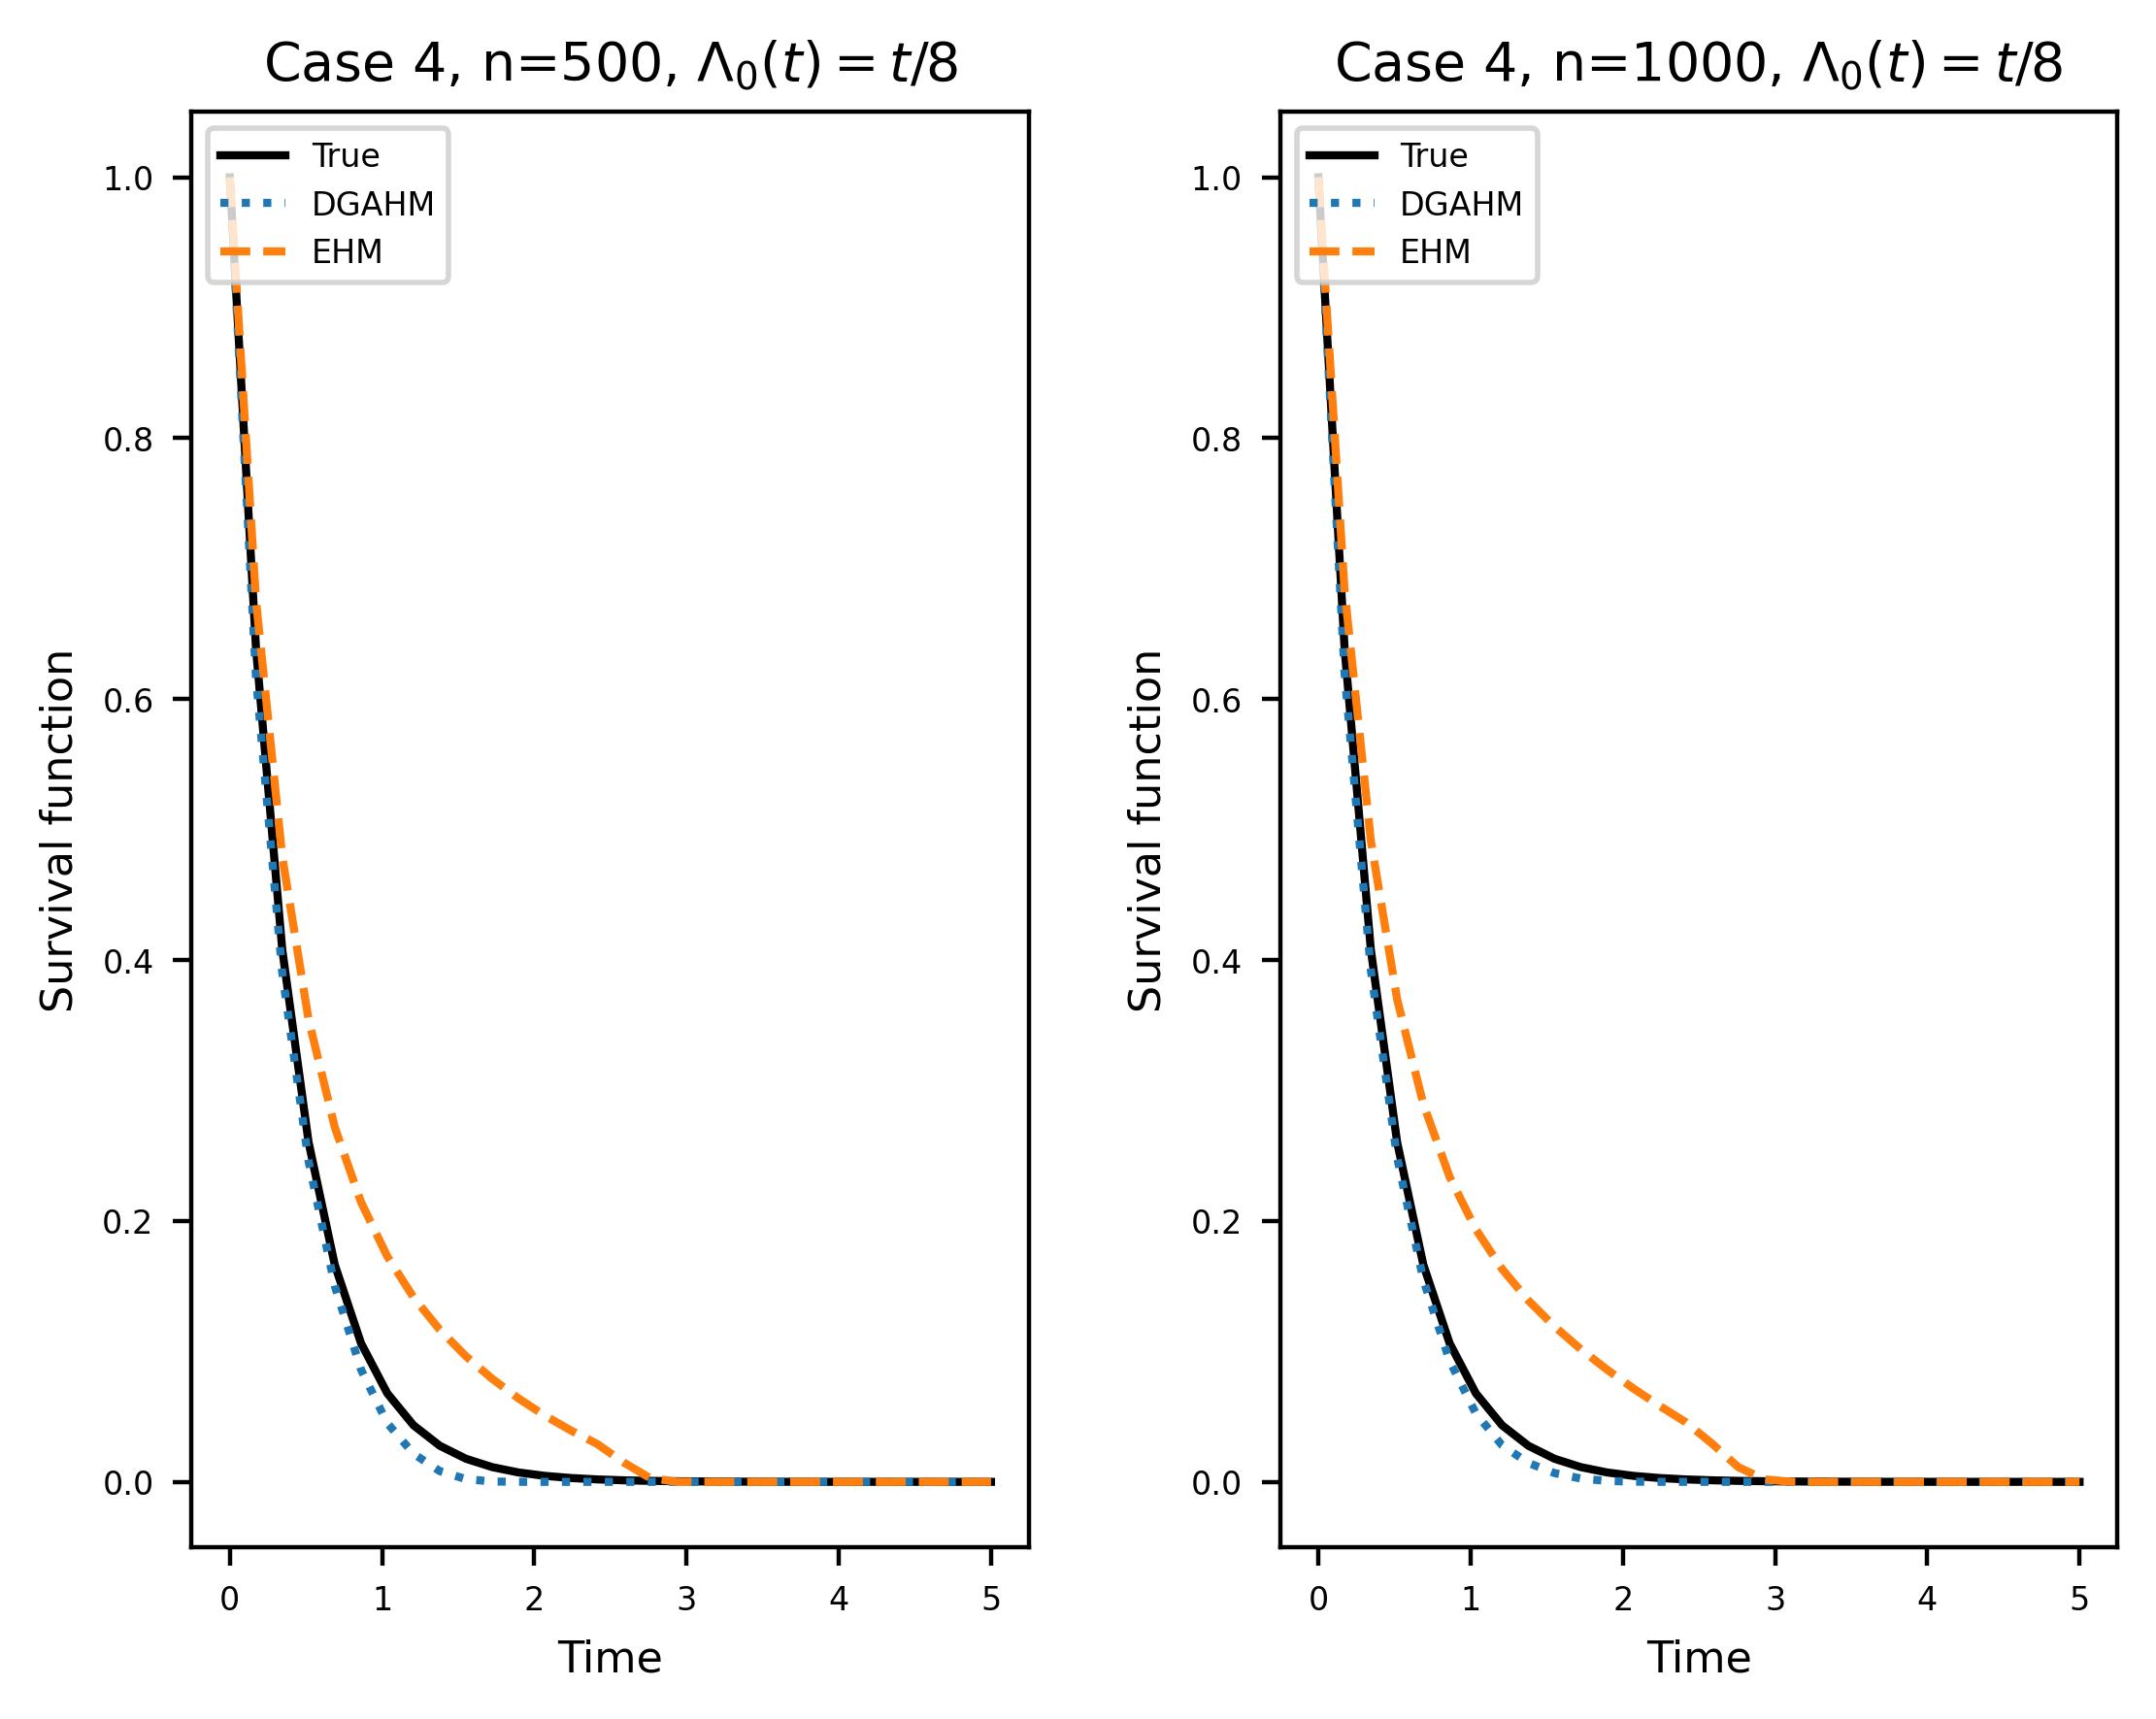 Case 4, n=500, Λ₀(t) = t/8
True
DGAHM
EHM
1.0
0.8
0.6
0.4
0.2
0.0
Survival function
0 1 2 3 4 5
Time
Case 4, n=1000, Λ₀(t) = t/8
True
DGAHM
EHM
1.0
0.8
0.6
0.4
0.2
0.0
Survival function
0 1 2 3 4 5
Time